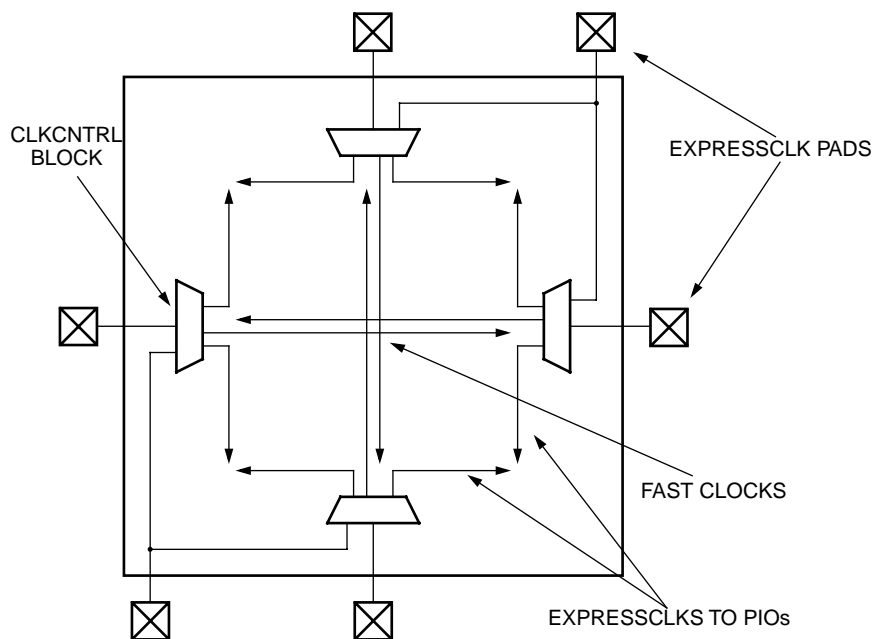 CLKCNTRL
BLOCK
EXPRESSCLK PADS
FAST CLOCKS
EXPRESSCLKS TO PIOs